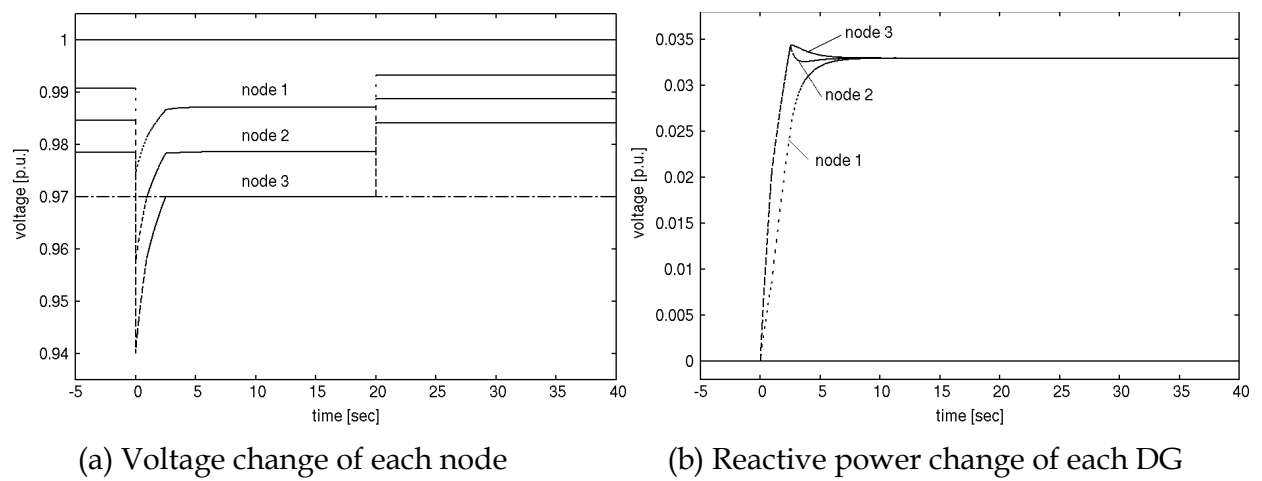 1
0.99
0.98
0.97
0.96
0.95
0.94
voltage [p.u.]
node 1
node 2
node 3
-5 0 5 10 15 20 25 30 35 40
time [sec]
(a) Voltage change of each node
0.035
0.03
0.025
0.02
0.015
0.01
0.005
0
voltage [p.u.]
node 3
node 2
node 1
-5 0 5 10 15 20 25 30 35 40
time [sec]
(b) Reactive power change of each DG